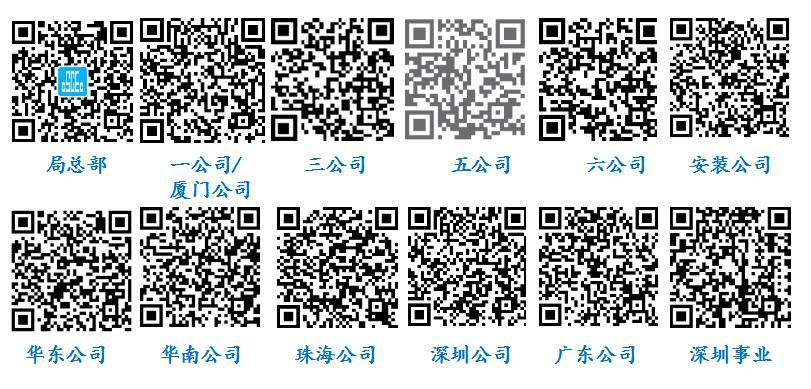 局总部
一公司/
厦门公司
三公司
五公司
六公司
安装公司
华东公司
华南公司
珠海公司
深圳公司
广东公司
深圳事业